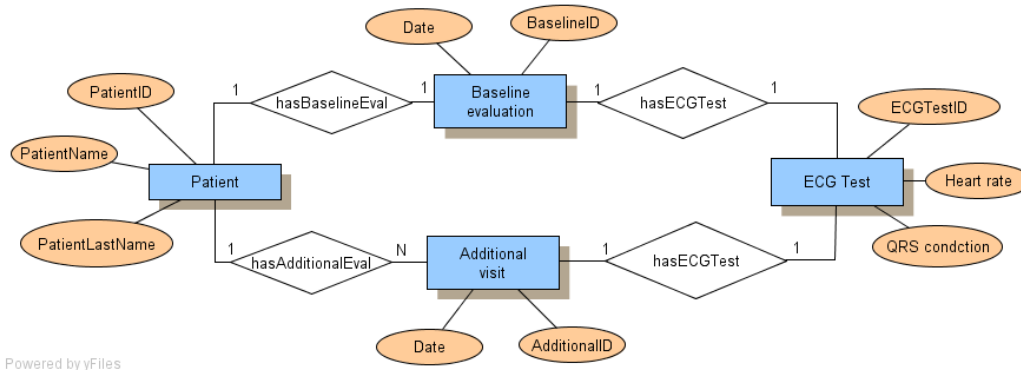 Date
BaselineID
PatientID
1
hasBaselineEval
1
Baseline
evaluation
1
hasECGTest
1
ECGTestID
PatientName
Patient
ECG Test
Heart rate
PatientLastName
1
hasAdditionalEval
N
Additional
visit
1
hasECGTest
1
QRS condction
Date
AdditionalID
Powered by yFiles